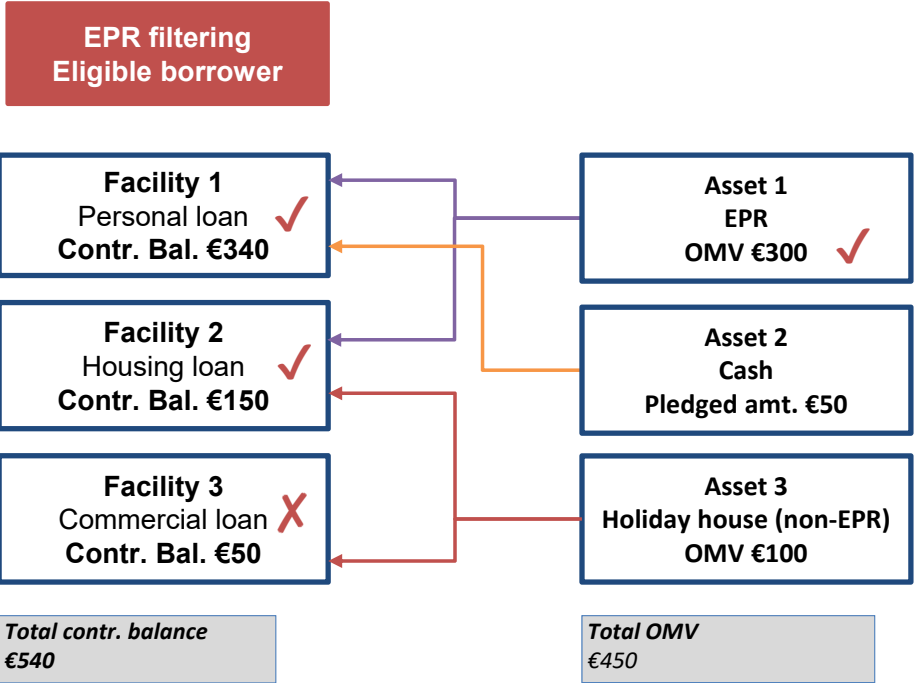 EPR filtering
Eligible borrower
Facility 1
Personal loan
Contr. Bal. €340
Facility 2
Housing loan
Contr. Bal. €150
Facility 3
Commercial loan
Contr. Bal. €50
Total contr. balance
€540
Asset 1
EPR
OMV €300
Asset 2
Cash
Pledged amt. €50
Asset 3
Holiday house (non-EPR)
OMV €100
Total OMV
€450